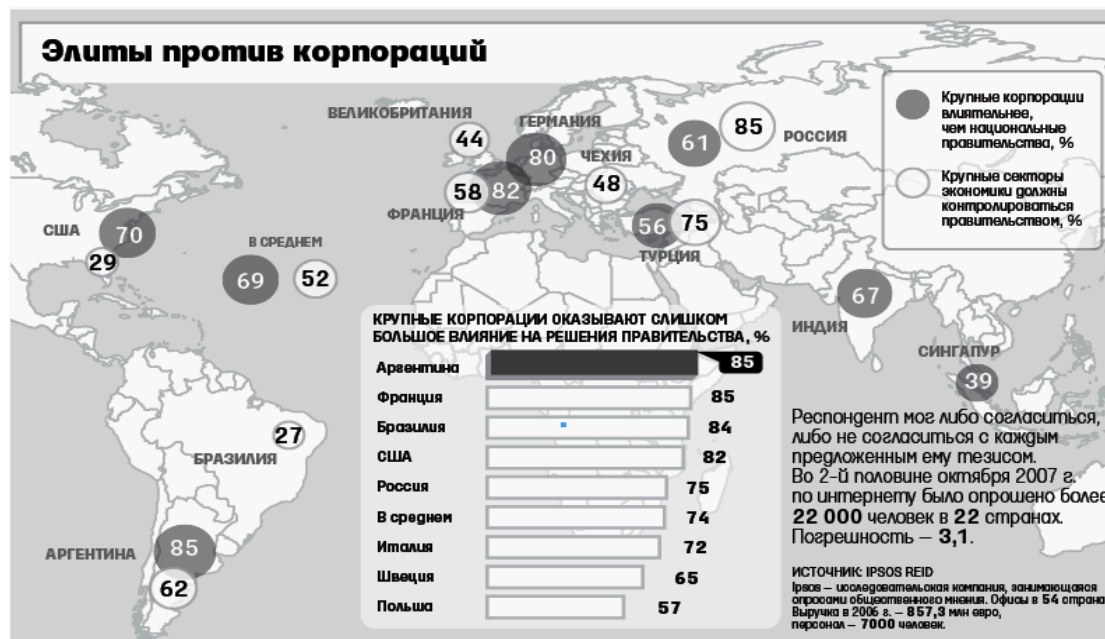 Элиты против корпораций
Крупные корпорации
влиятельнее,
чем национальные
правительства, %
Крупные секторы
экономики должны
контролироваться
правительством, %
ВЕЛИКОБРИТАНИЯ
44
ГЕРМАНИЯ
80
ЧЕХИЯ
48
61
85
РОССИЯ
58
82
ФРАНЦИЯ
56
75
ТУРЦИЯ
США
70
29
В СРЕДНЕМ
69
52
67
ИНДИЯ
СИНГАПУР
39
27
БРАЗИЛИЯ
АРГЕНТИНА
85
62
КРУПНЫЕ КОРПОРАЦИИ ОКАЗЫВАЮТ СЛИШКОМ
БОЛЬШОЕ ВЛИЯНИЕ НА РЕШЕНИЯ ПРАВИТЕЛЬСТВА, %
Аргентина 85
Франция 85
Бразилия 84
США 82
Россия 75
В среднем 74
Италия 72
Швеция 65
Польша 57
Респондент мог либо согласиться,
либо не согласиться с каждым
предложенным ему тезисом.
Во 2-й половине октября 2007 г.
по интернету было опрошено более
22 000 человек в 22 странах.
Погрешность – 3,1.
ИСТОЧНИК: IPSOS REID
Ipsos – исследовательская компания, занимающаяся
опросами общественного мнения. Офисы в 54 страна
Выручка в 2006 г. – 857,3 млн евро,
персонал – 7000 человек.